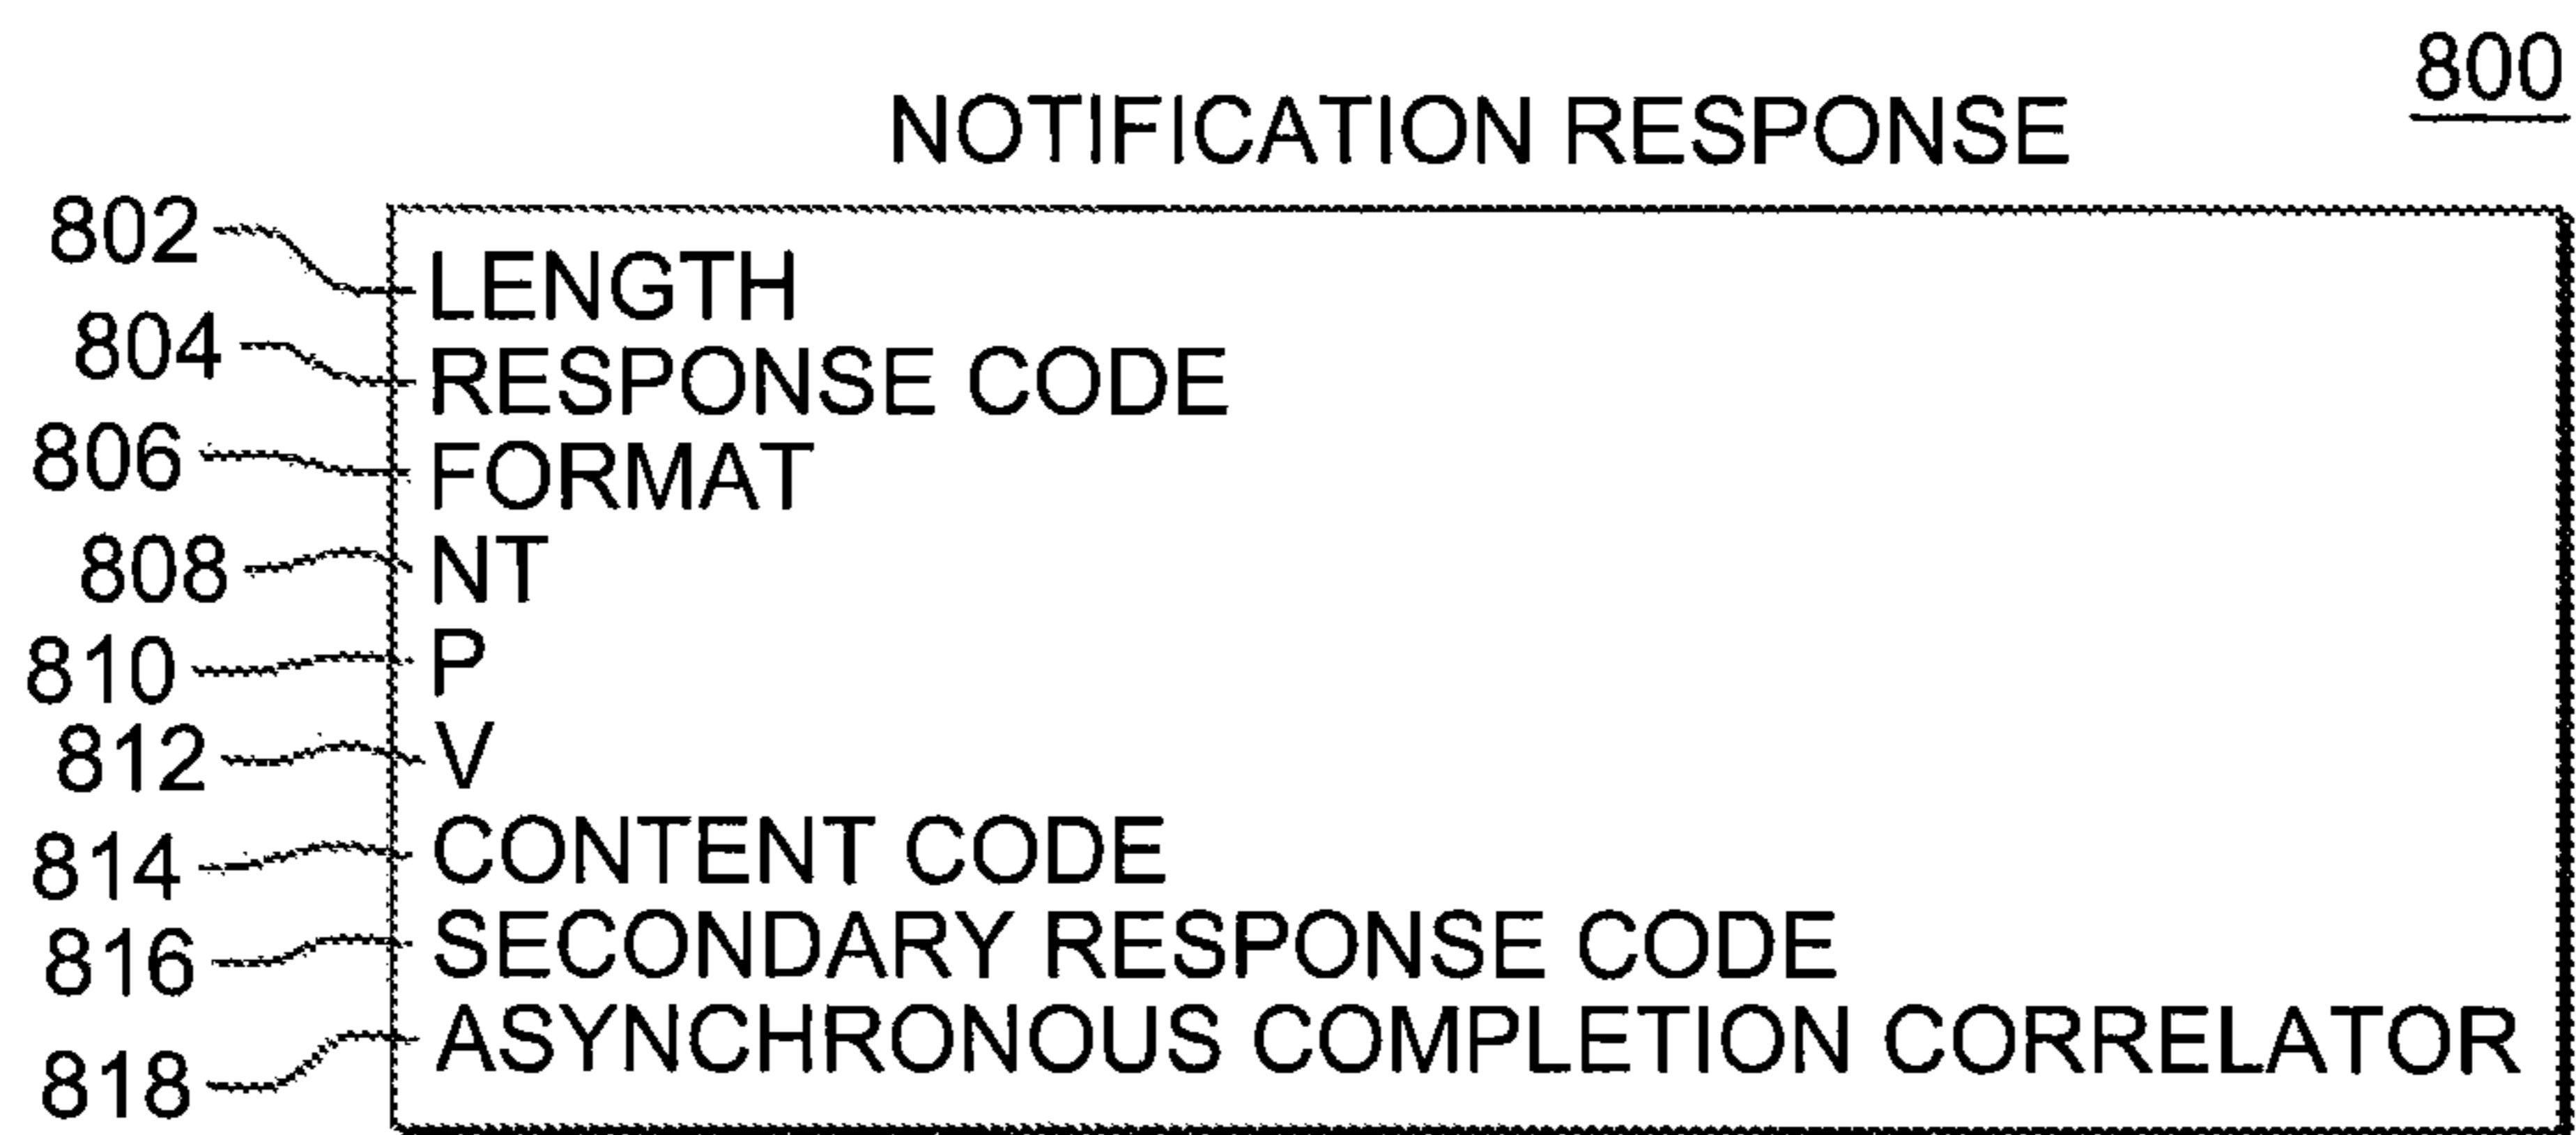 800
NOTIFICATION RESPONSE
802 LENGTH
804 RESPONSE CODE
806 FORMAT
808 NT
810 P
812 V
814 CONTENT CODE
816 SECONDARY RESPONSE CODE
818 ASYNCHRONOUS COMPLETION CORRELATOR